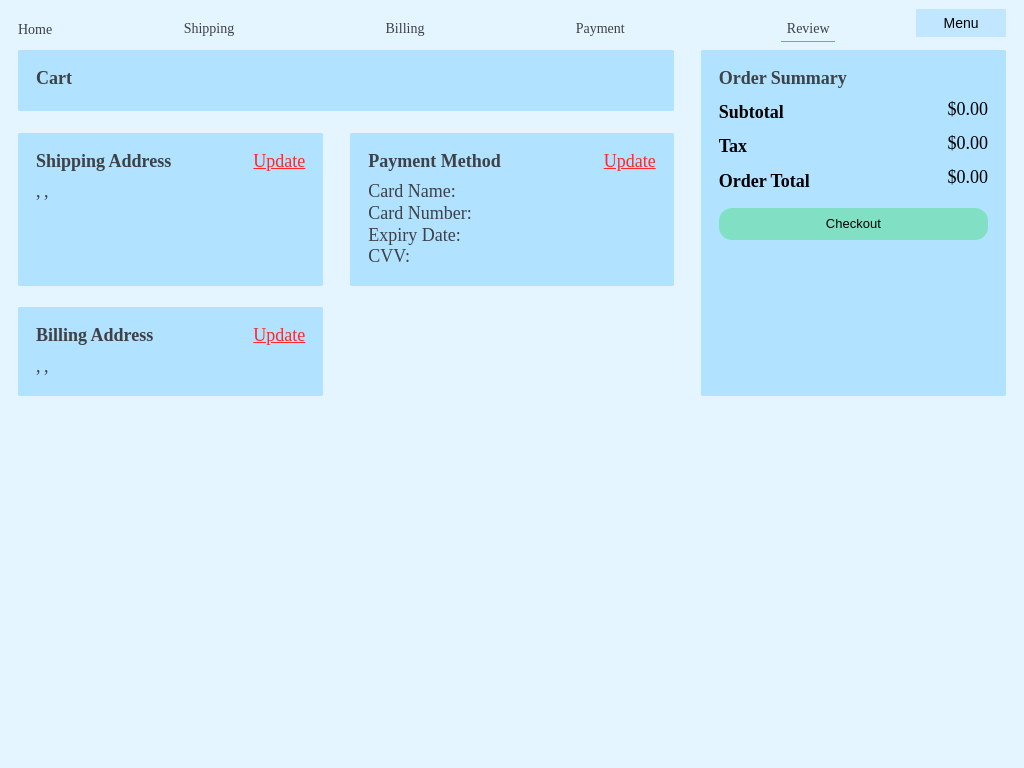 Home
Shipping
Billing
Payment
Review
Menu
Cart
Shipping Address
Update
, ,
Payment Method
Update
Card Name:
Card Number:
Expiry Date:
CVV:
Billing Address
Update
, ,
Order Summary
Subtotal $0.00
Tax $0.00
Order Total $0.00
Checkout